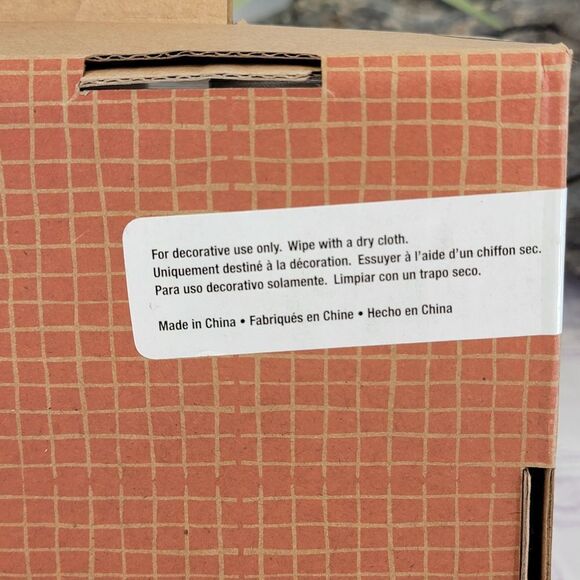 For decorative use only. Wipe with a dry cloth.
Uniquement destiné à la décoration. Essuyer à l'aide d'un chiffon sec.
Para uso decorativo solamente. Limpiar con un trapo seco.
Made in China • Fabriqués en Chine • Hecho en China